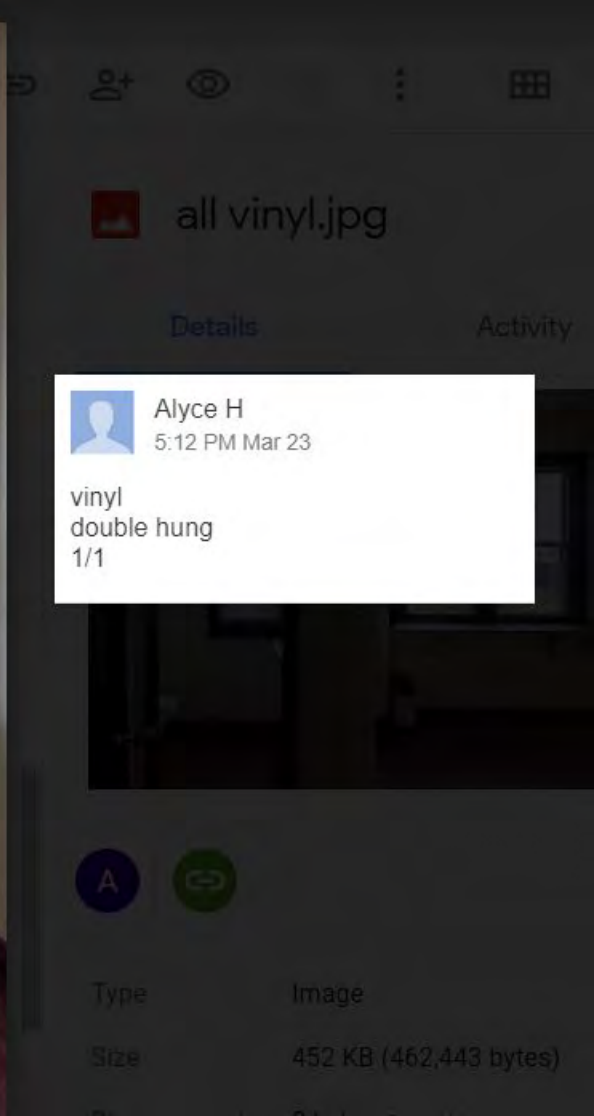 all vinyl.jpg
Details
Activity
Alyce H
5:12 PM Mar 23
vinyl
double hung
1/1
A
Type
Image
Size
452 KB (462,443 bytes)